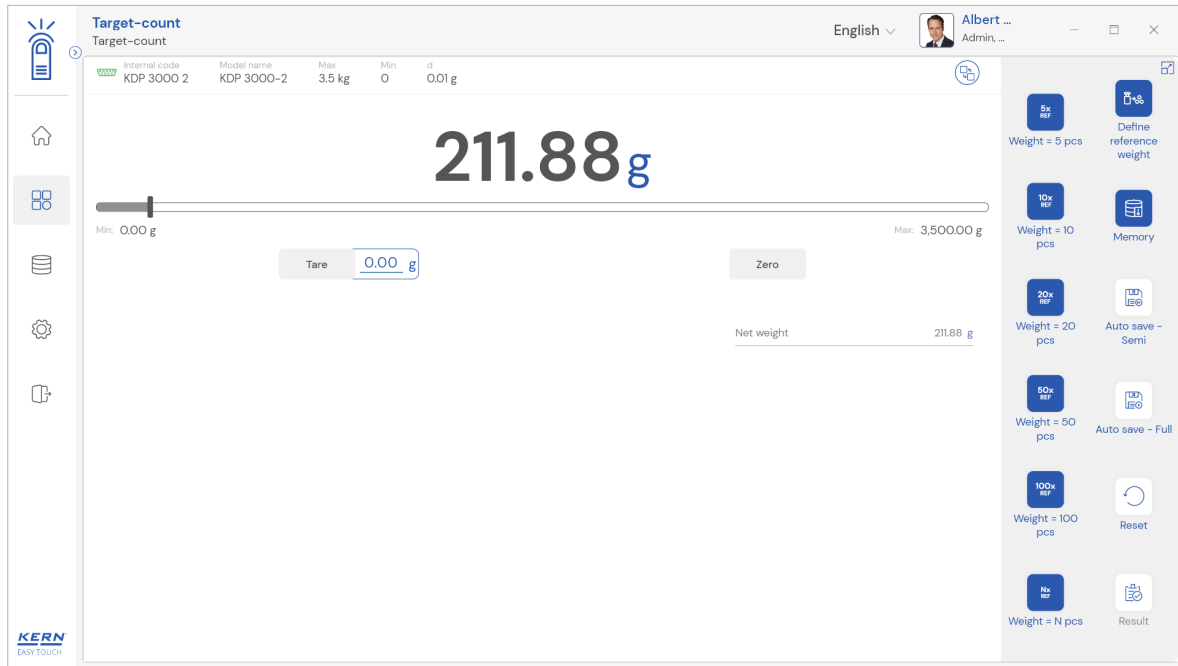 Target-count
Target-count
English
Albert ...
Admin, ...
Internal code
KDP 3000 2
Model name
KDP 3000-2
Max
3.5 kg
Min
0
d
0.01 g
211.88 g
Min: 0.00 g
Max: 3,500.00 g
Tare
0.00 g
Zero
Net weight
211.88 g
5x
REF
Weight = 5 pcs
Define
reference
weight
10x
REF
Weight = 10
pcs
Memory
20x
REF
Weight = 20
pcs
Auto save -
Semi
50x
REF
Weight = 50
pcs
Auto save - Full
100x
REF
Weight = 100
pcs
Reset
Nx
REF
Weight = N pcs
Result
KERN
EASY TOUCH